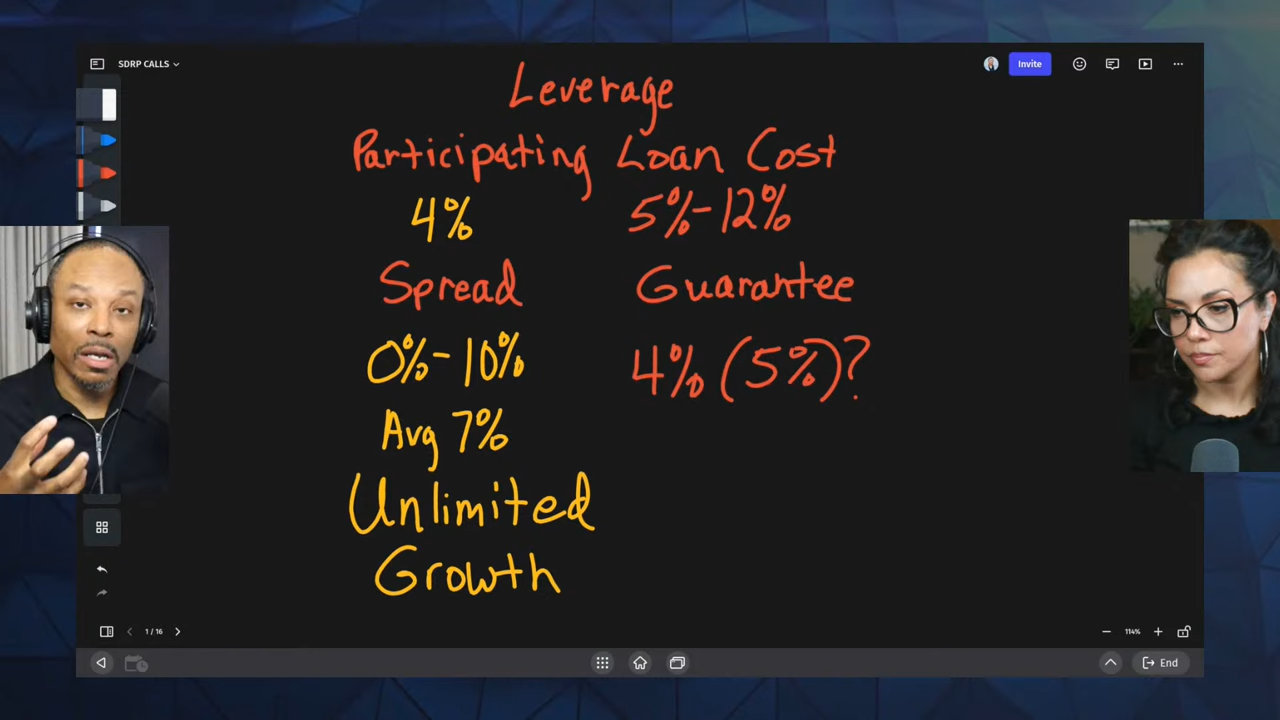 SDRP CALLS
Invite
Leverage
Participating Loan Cost
4% 5%-12%
Spread Guarantee
0%-10% 4% (5%)?
Avg 7%
Unlimited
Growth
1 / 16
114%
End